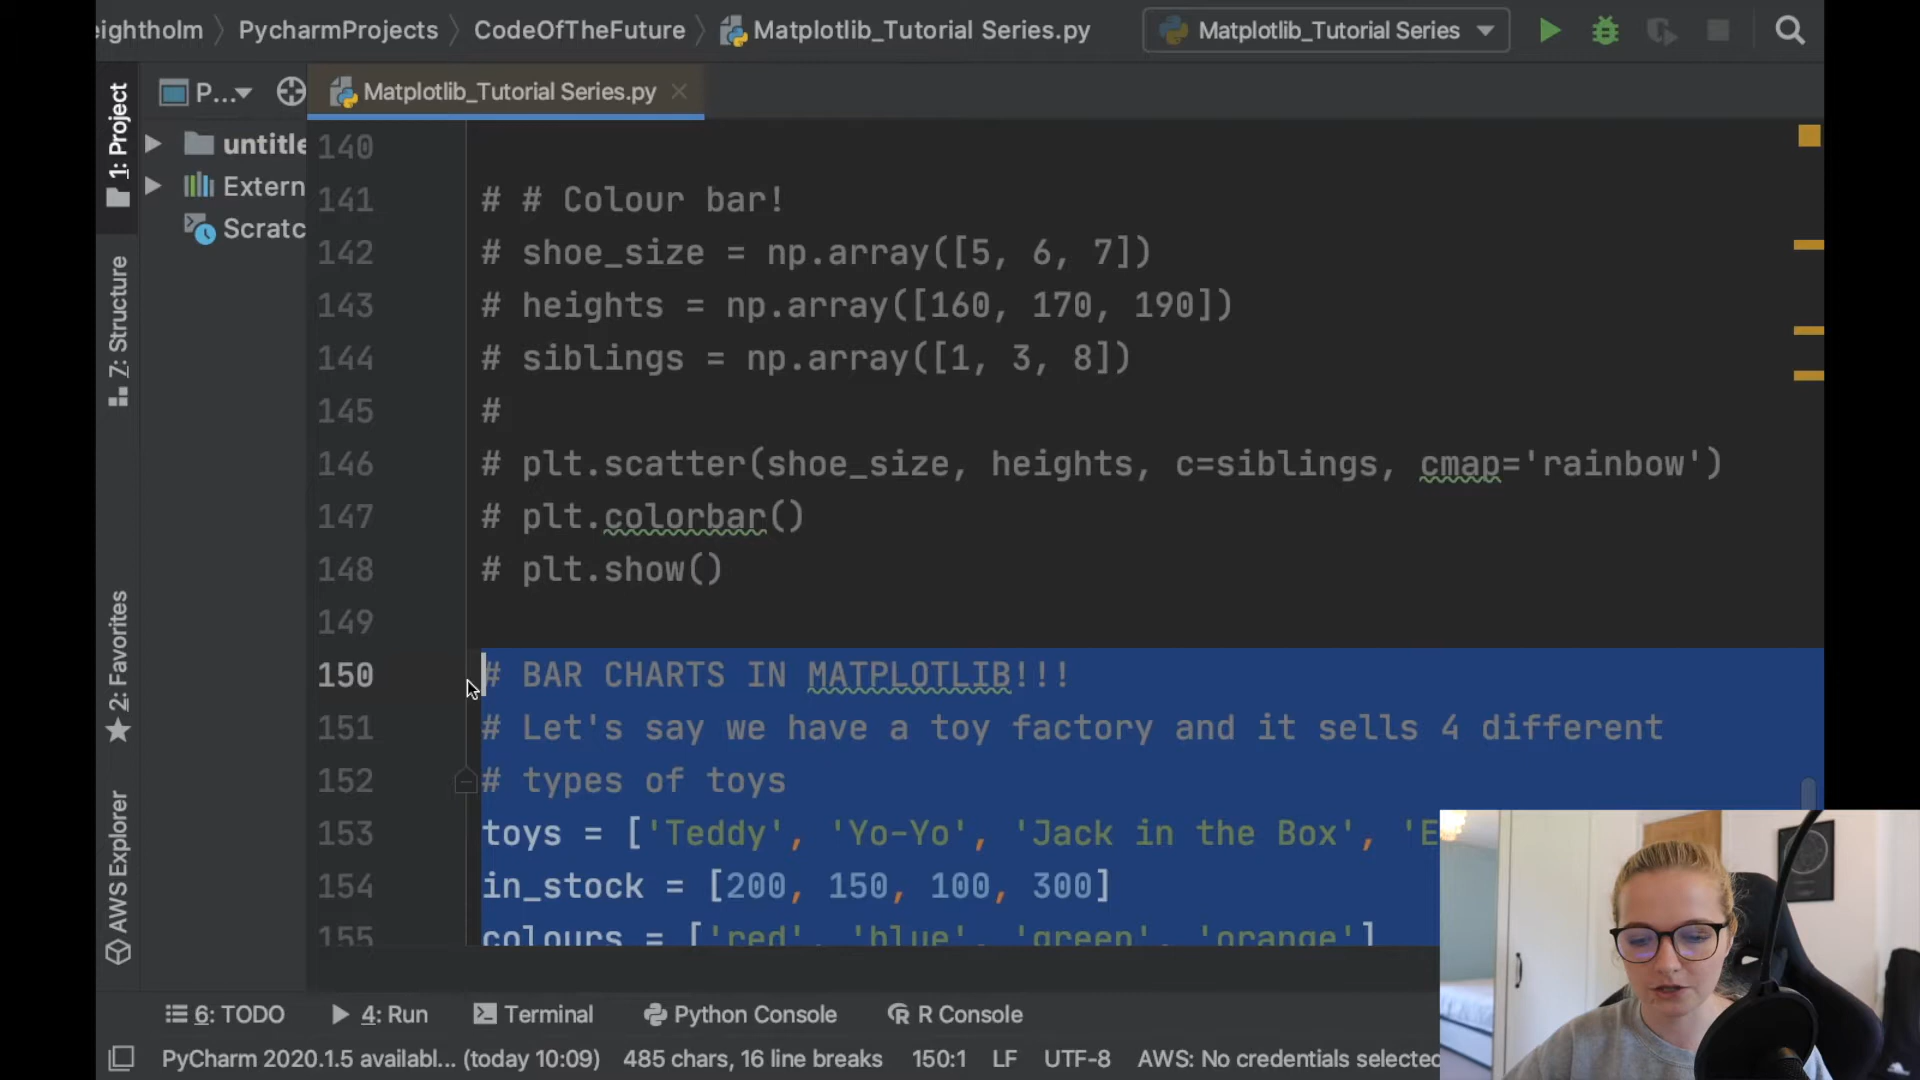 eightholm PycharmProjects CodeOfTheFuture Matplotlib_Tutorial Series.py Matplotlib_Tutorial Series
1: Project
P...
Matplotlib_Tutorial Series.py
untitle
Extern
Scratc
7: Structure
2: Favorites
AWS Explorer
140
141 # # Colour bar!
142 # shoe_size = np.array([5, 6, 7])
143 # heights = np.array([160, 170, 190])
144 # siblings = np.array([1, 3, 8])
145 #
146 # plt.scatter(shoe_size, heights, c=siblings, cmap='rainbow')
147 # plt.colorbar()
148 # plt.show()
149
150 # BAR CHARTS IN MATPLOTLIB!!!
151 # Let's say we have a toy factory and it sells 4 different
152 # types of toys
153 toys = ['Teddy', 'Yo-Yo', 'Jack in the Box', 'E
154 in_stock = [200, 150, 100, 300]
155 colours = ['red', 'blue', 'green', 'orange']
6: TODO 4: Run Terminal Python Console R Console
PyCharm 2020.1.5 availabl... (today 10:09) 485 chars, 16 line breaks 150:1 LF UTF-8 AWS: No credentials selected